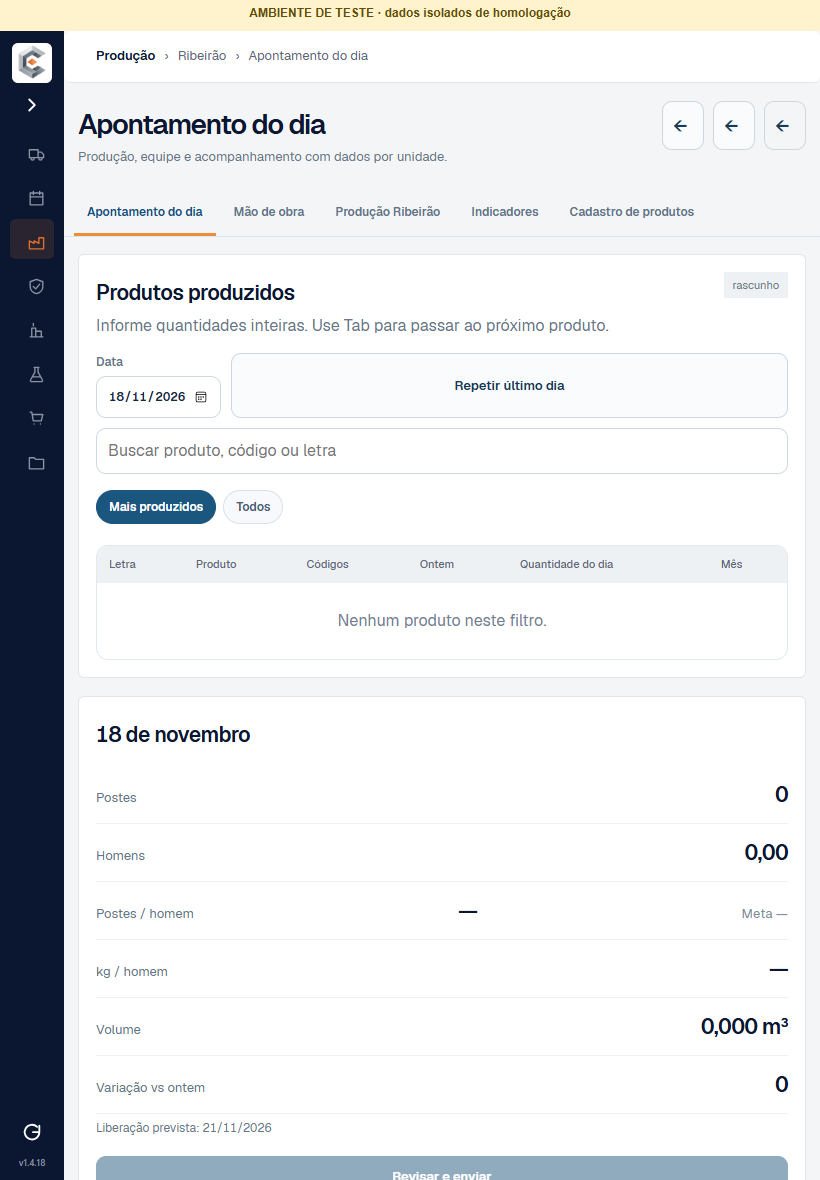 AMBIENTE DE TESTE · dados isolados de homologação
Produção › Ribeirão › Apontamento do dia
Apontamento do dia
Produção, equipe e acompanhamento com dados por unidade.
Apontamento do dia Mão de obra Produção Ribeirão Indicadores Cadastro de produtos
Produtos produzidos
rascunho
Informe quantidades inteiras. Use Tab para passar ao próximo produto.
Data
18/11/2026
Repetir último dia
Buscar produto, código ou letra
Mais produzidos Todos
Letra Produto Códigos Ontem Quantidade do dia Mês
Nenhum produto neste filtro.
18 de novembro
Postes 0
Homens 0,00
Postes / homem — Meta —
kg / homem —
Volume 0,000 m³
Variação vs ontem 0
Liberação prevista: 21/11/2026
Revisar e enviar
v1.4.18